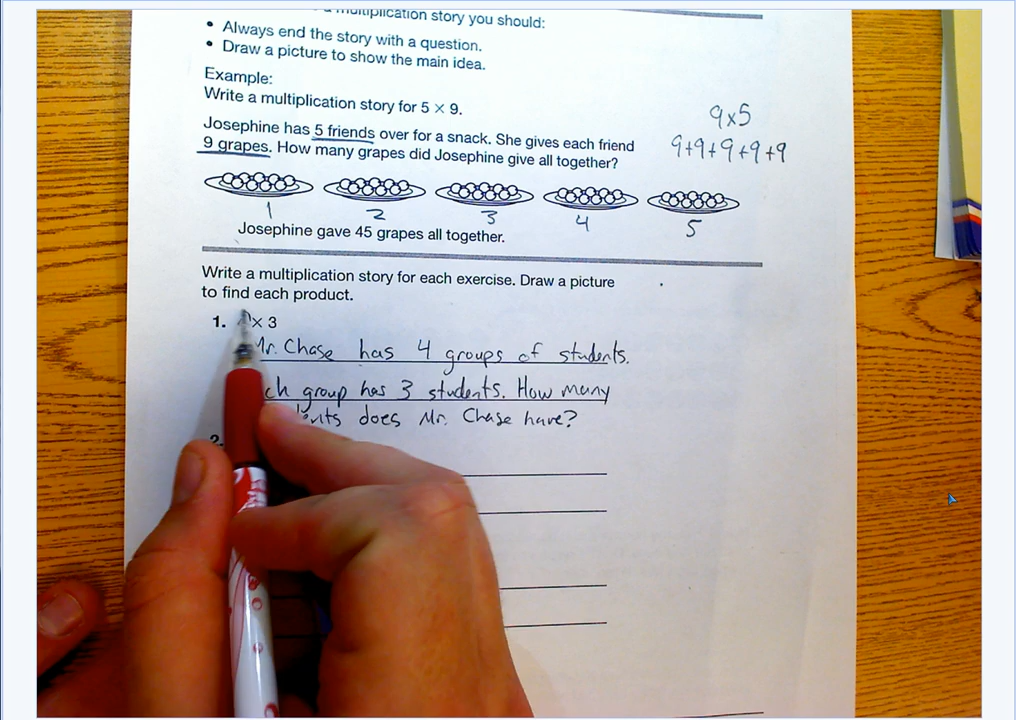 multiplication story you should:
• Always end the story with a question.
• Draw a picture to show the main idea.
Example:
Write a multiplication story for 5 × 9.
9x5
Josephine has 5 friends over for a snack. She gives each friend
9+9+9+9+9
9 grapes. How many grapes did Josephine give all together?
1 2 3 4 5
Josephine gave 45 grapes all together.
Write a multiplication story for each exercise. Draw a picture
to find each product.
1. × 3
Mr. Chase has 4 groups of students.
group has 3 students. How many
does Mr. Chase have?
2.